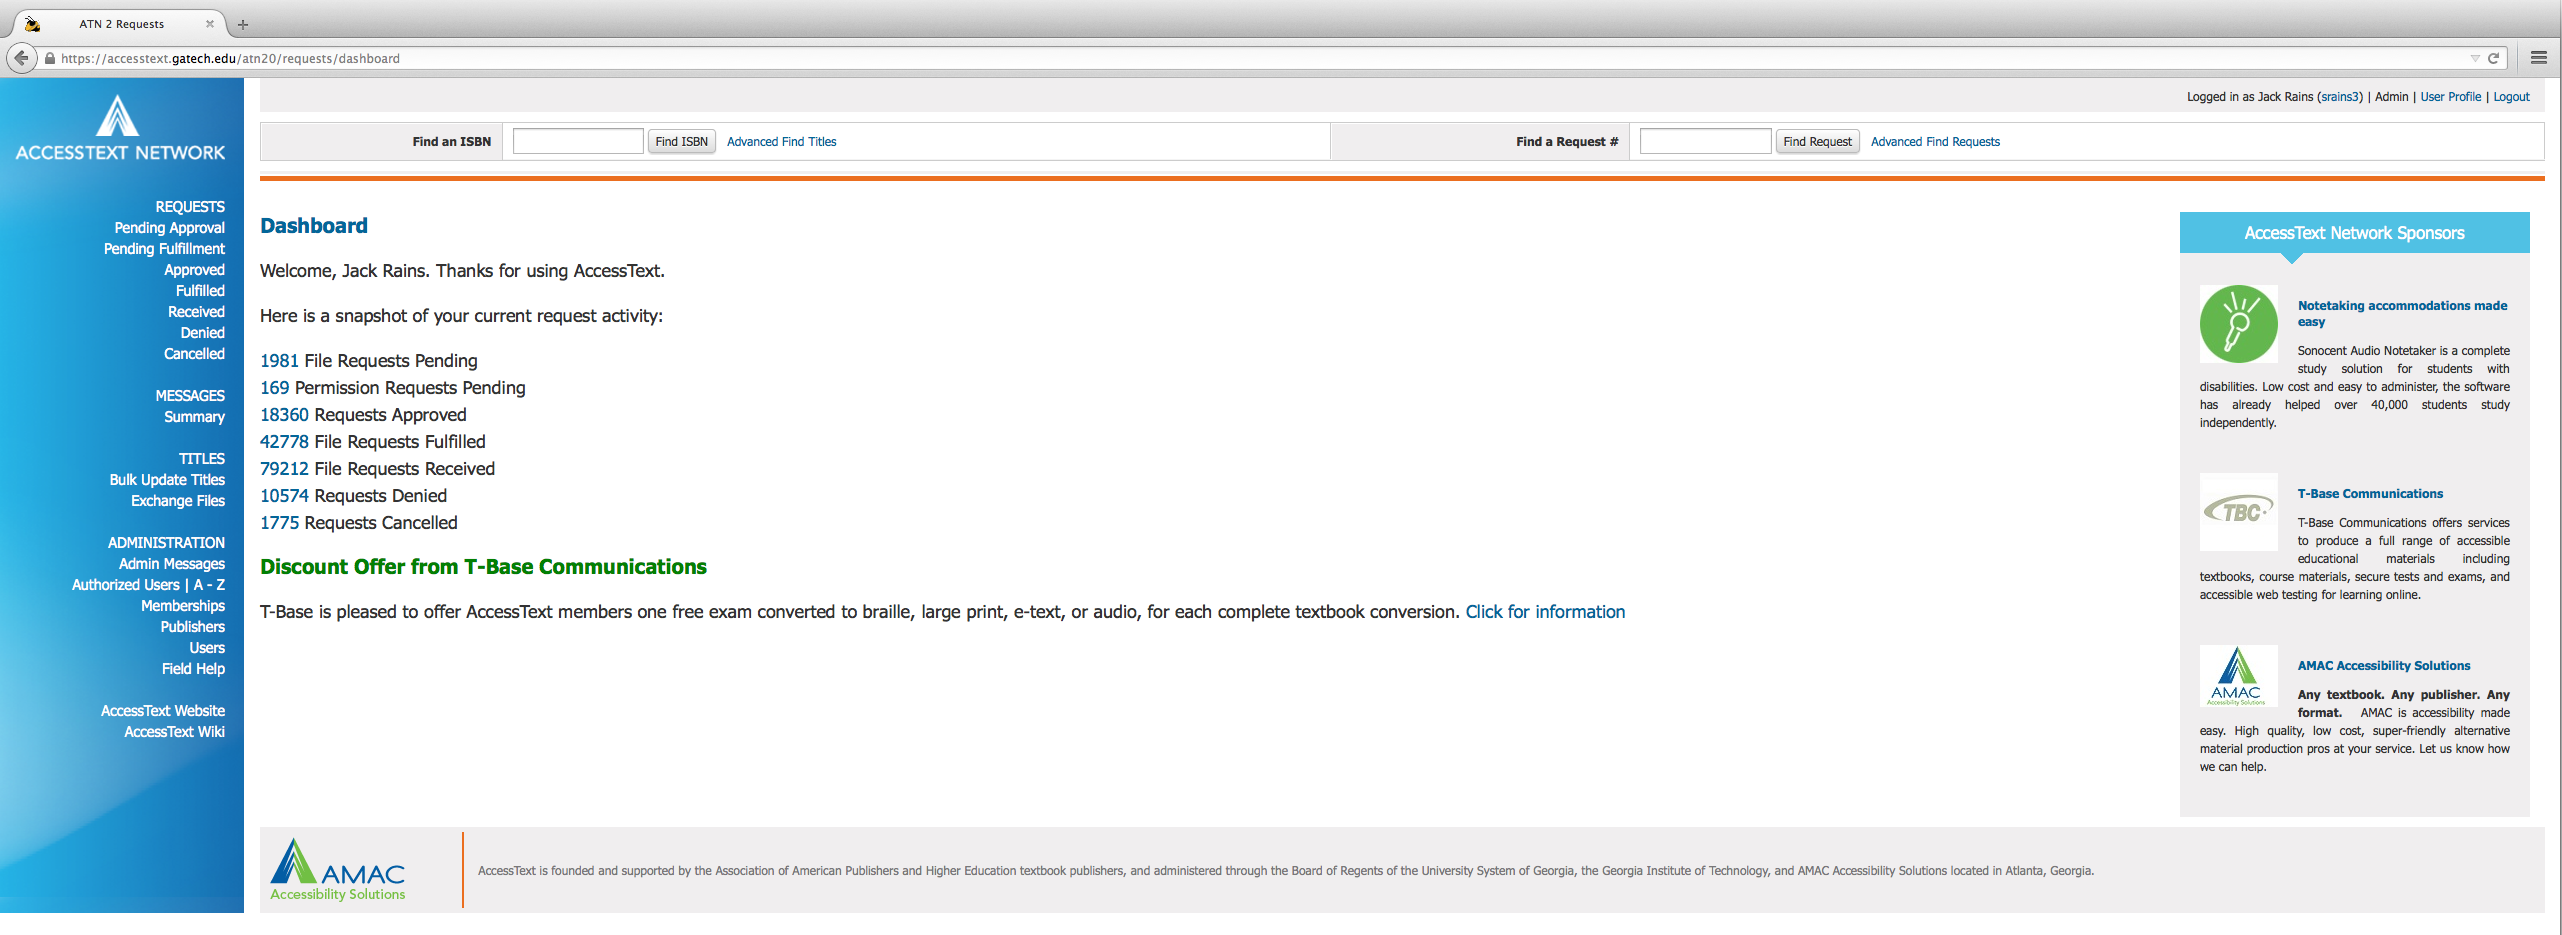 ATN 2 Requests
https://accesstext.gatech.edu/atn20/requests/dashboard
ACCESSTEXT NETWORK
REQUESTS
Pending Approval
Pending Fulfillment
Approved
Fulfilled
Received
Denied
Cancelled
MESSAGES
Summary
TITLES
Bulk Update Titles
Exchange Files
ADMINISTRATION
Admin Messages
Authorized Users | A - Z
Memberships
Publishers
Users
Field Help
AccessText Website
AccessText Wiki
Logged in as Jack Rains (srains3) | Admin | User Profile | Logout
Find an ISBN Find ISBN Advanced Find Titles Find a Request # Find Request Advanced Find Requests
Dashboard
Welcome, Jack Rains. Thanks for using AccessText.
Here is a snapshot of your current request activity:
1981 File Requests Pending
169 Permission Requests Pending
18360 Requests Approved
42778 File Requests Fulfilled
79212 File Requests Received
10574 Requests Denied
1775 Requests Cancelled
Discount Offer from T-Base Communications
T-Base is pleased to offer AccessText members one free exam converted to braille, large print, e-text, or audio, for each complete textbook conversion. Click for information
AccessText Network Sponsors
Notetaking accommodations made
easy
Sonocent Audio Notetaker is a complete
study solution for students with
disabilities. Low cost and easy to administer, the software
has already helped over 40,000 students study
independently.
TBC
T-Base Communications
T-Base Communications offers services
to produce a full range of accessible
educational materials including
textbooks, course materials, secure tests and exams, and
accessible web testing for learning online.
AMAC
Accessibility Solutions
AMAC Accessibility Solutions
Any textbook. Any publisher. Any
format. AMAC is accessibility made
easy. High quality, low cost, super-friendly alternative
material production pros at your service. Let us know how
we can help.
AMAC
Accessibility Solutions
AccessText is founded and supported by the Association of American Publishers and Higher Education textbook publishers, and administered through the Board of Regents of the University System of Georgia, the Georgia Institute of Technology, and AMAC Accessibility Solutions located in Atlanta, Georgia.